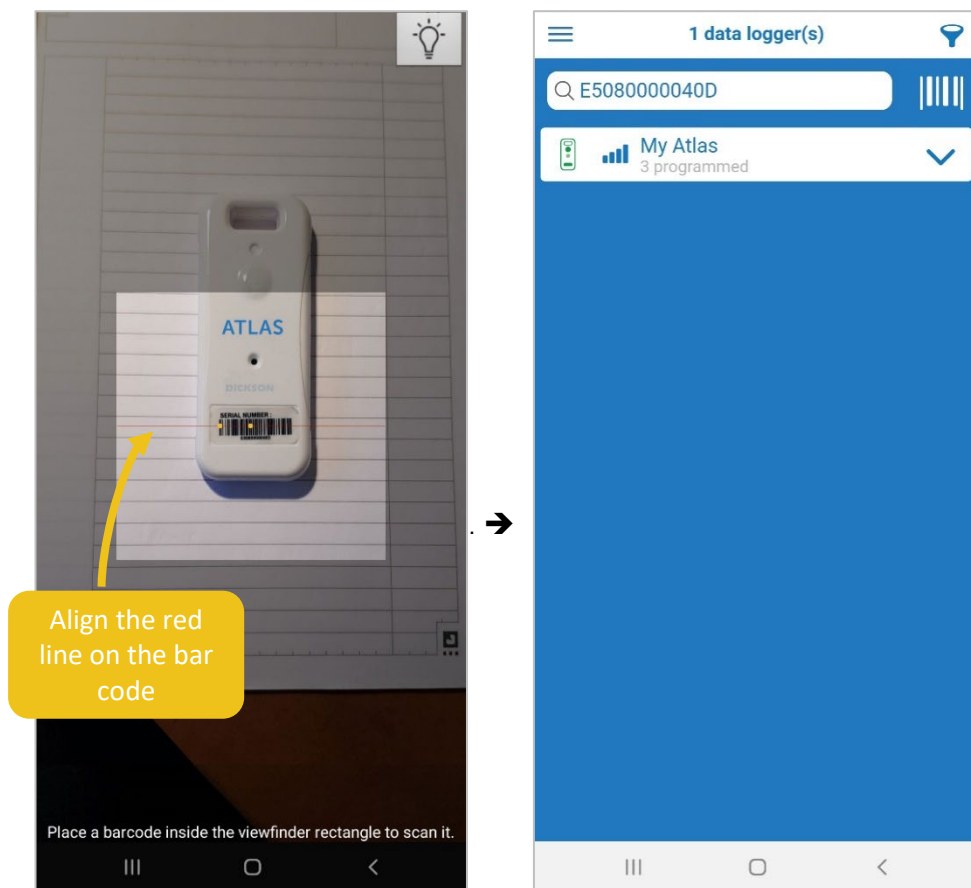 ATLAS
DICKSON
SERIAL NUMBER :
Align the red
line on the bar
code
Place a barcode inside the viewfinder rectangle to scan it.
. ➔
1 data logger(s)
E5080000040D
My Atlas
3 programmed